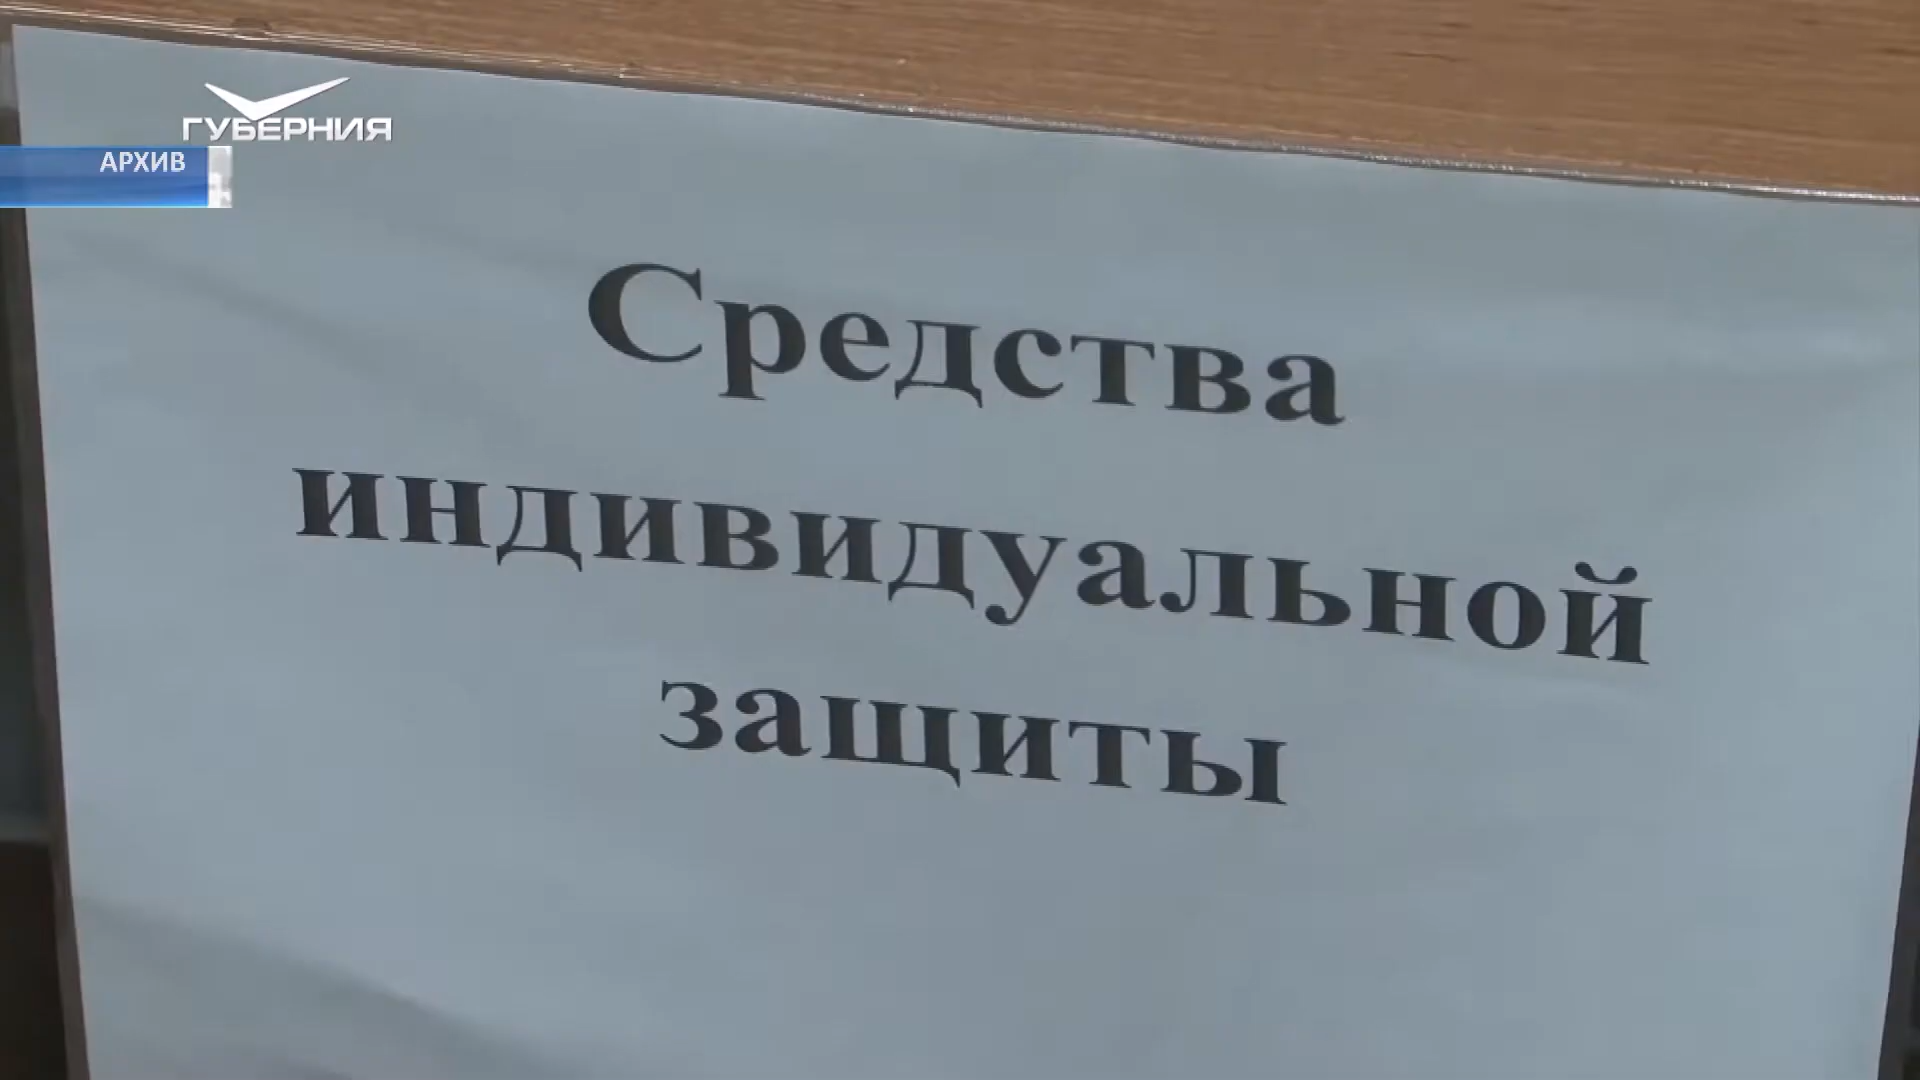 ГУБЕРНИЯ
АРХИВ
Средства
индивидуальной
защиты